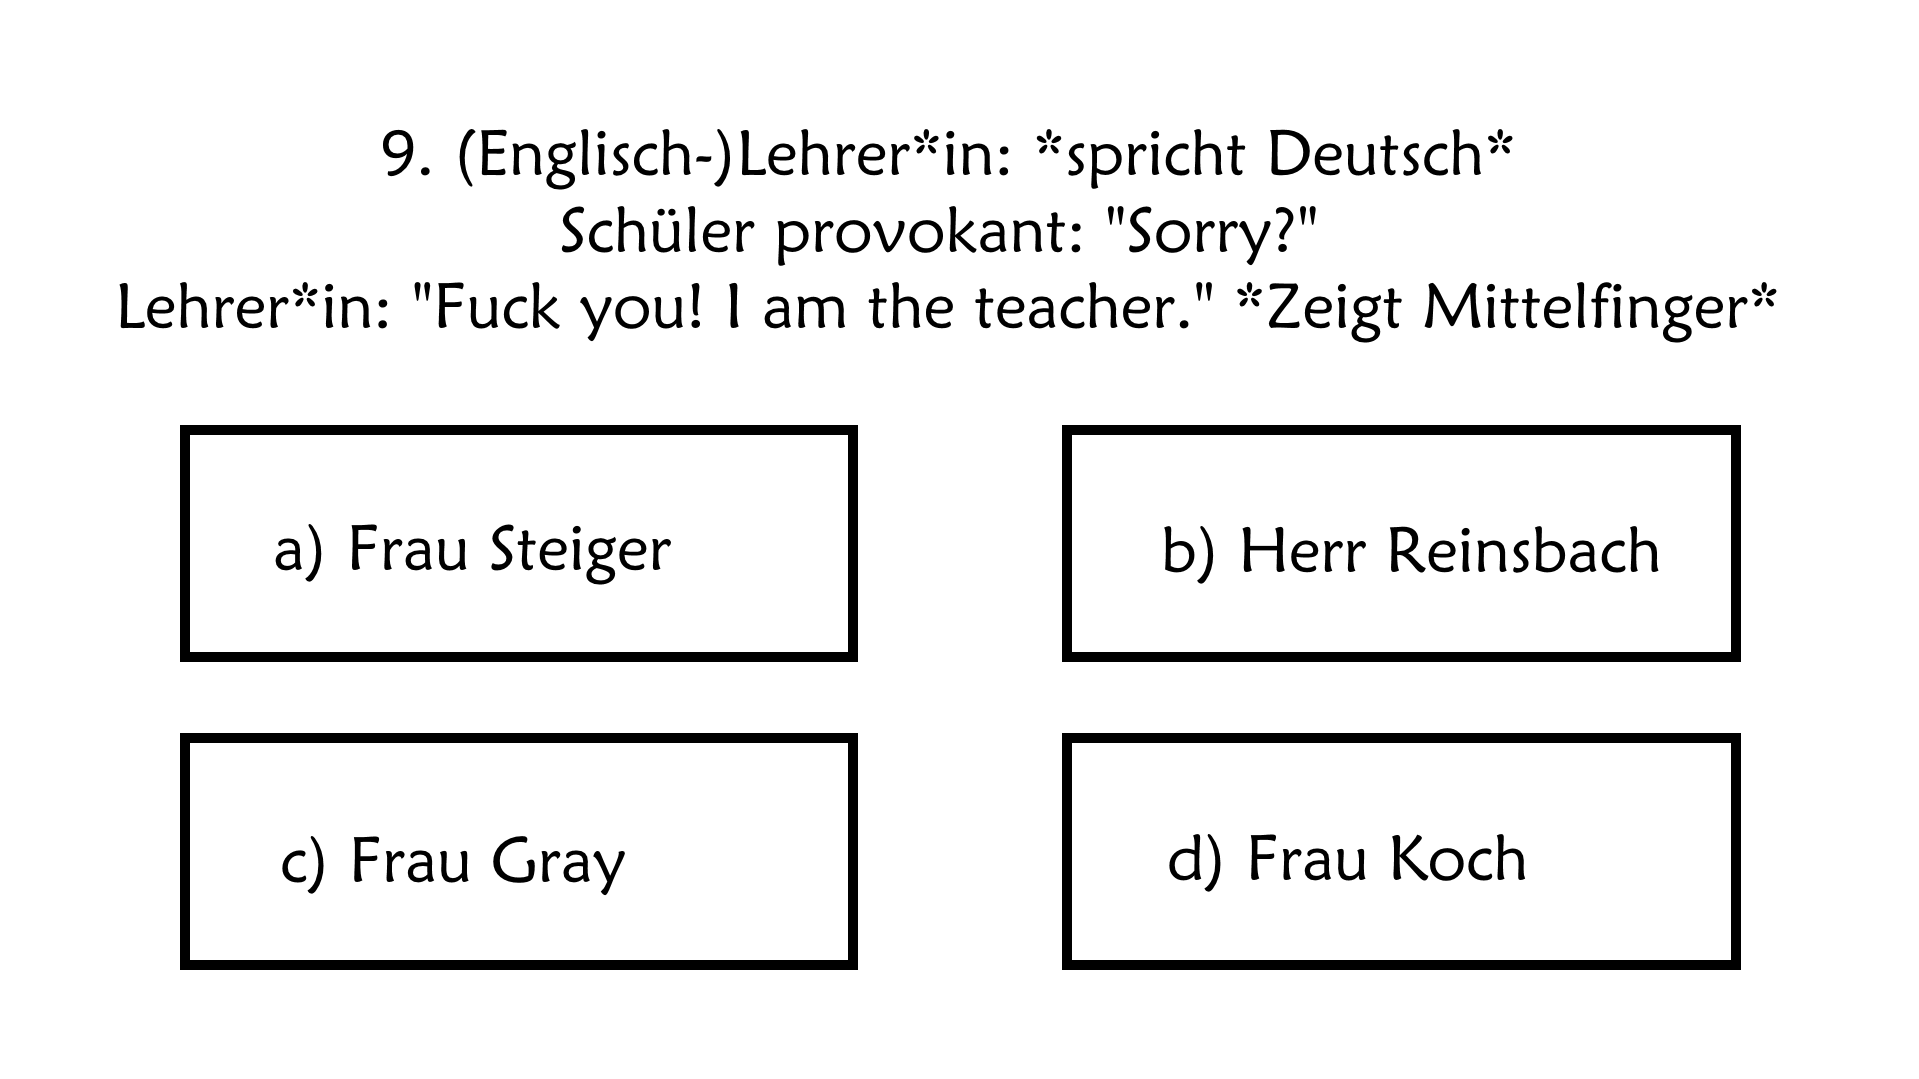 9. (Englisch-)Lehrer*in: *spricht Deutsch*
Schüler provokant: "Sorry?"
Lehrer*in: "Fuck you! I am the teacher." *Zeigt Mittelfinger*
a) Frau Steiger
b) Herr Reinsbach
c) Frau Gray
d) Frau Koch